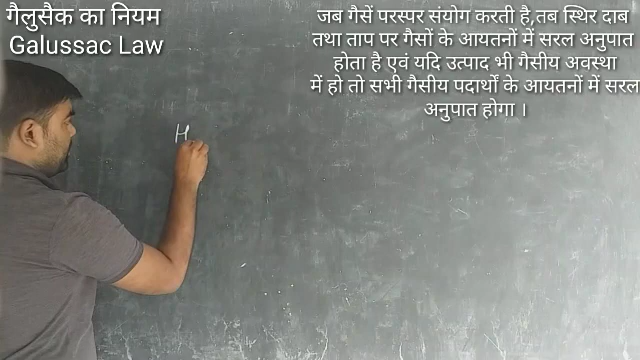 गैलुसैक का नियम
Galussac Law
जब गैसें परस्पर संयोग करती है,तब स्थिर दाब
तथा ताप पर गैसों के आयतनों में सरल अनुपात
होता है एवं यदि उत्पाद भी गैसीय अवस्था
में हो तो सभी गैसीय पदार्थों के आयतनों में सरल
अनुपात होगा ।
H